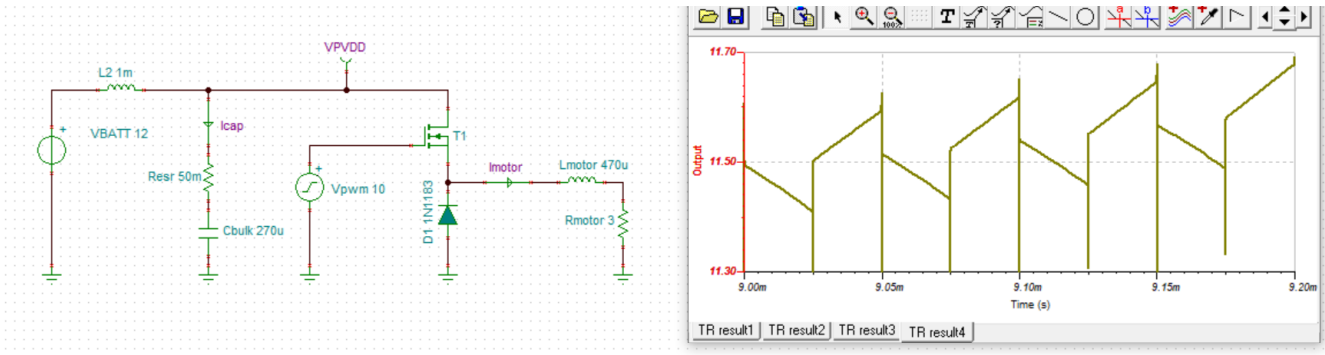 VPVDD
L2 1m
VBATT 12
Icap
Resr 50m
Cbulk 270u
T1
Vpwm 10
Imotor
Lmotor 470u
D1 1N1183
Rmotor 3
T
100%
a
b
11.70
11.50
11.30
Output
9.00m
9.05m
9.10m
9.15m
9.20m
Time (s)
TR result1
TR result2
TR result3
TR result4